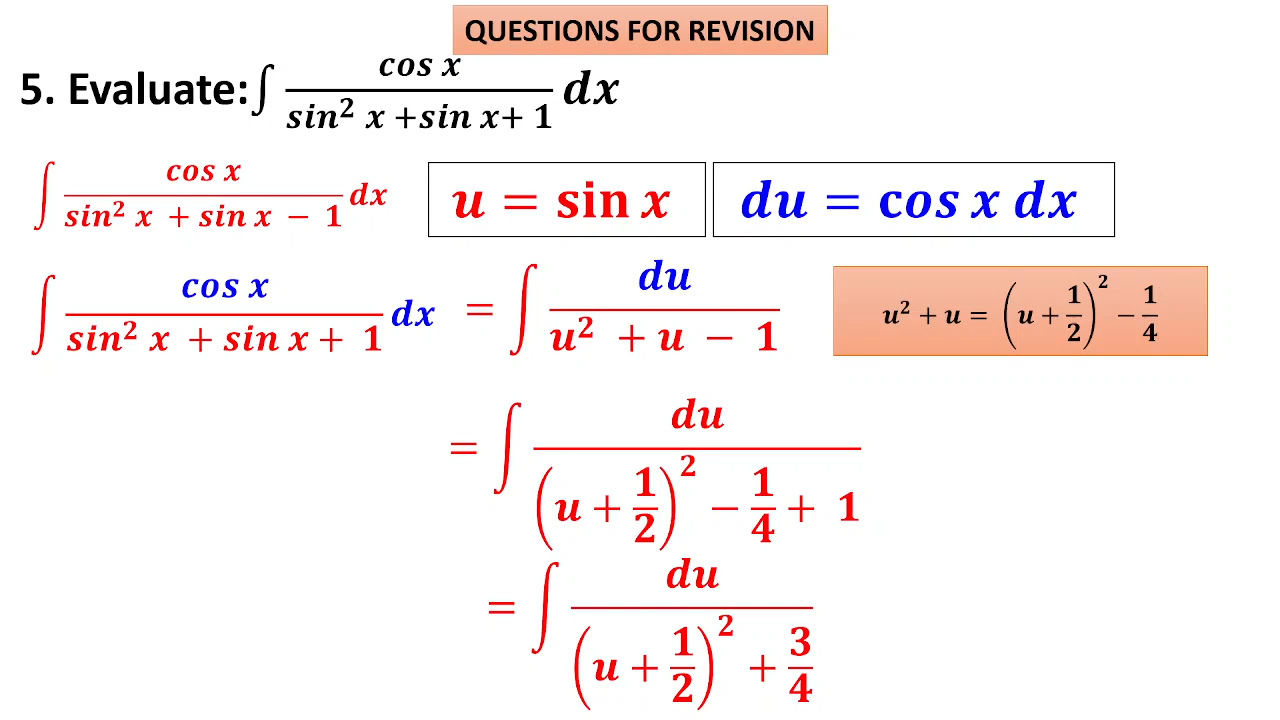 QUESTIONS FOR REVISION
5. Evaluate: ∫ cos x / (sin² x +sin x+ 1) dx
∫ cos x / (sin² x + sin x − 1) dx
u = sin x
du = cos x dx
∫ cos x / (sin² x + sin x + 1) dx = ∫ du / (u² + u − 1)
u² + u = (u + 1/2)² − 1/4
= ∫ du / ((u + 1/2)² − 1/4 + 1)
= ∫ du / ((u + 1/2)² + 3/4)